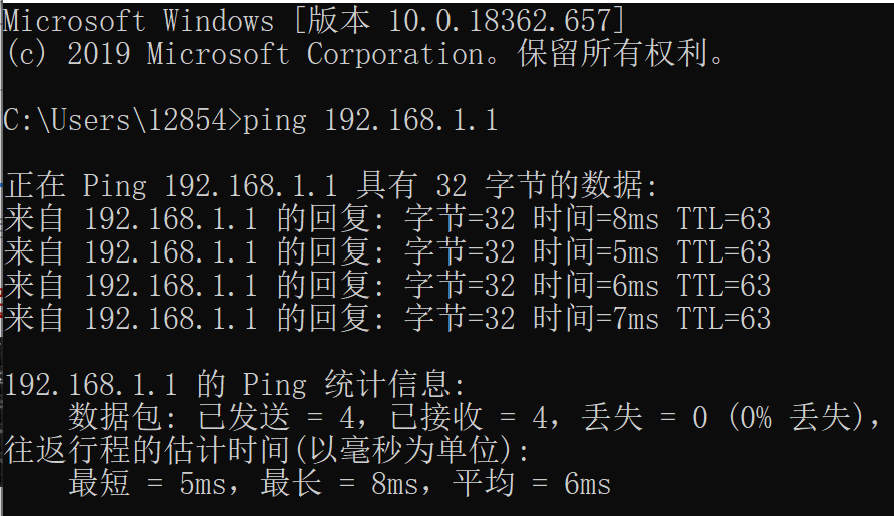 Microsoft Windows [版本 10.0.18362.657]
(c) 2019 Microsoft Corporation。保留所有权利。
C:\Users\12854>ping 192.168.1.1
正在 Ping 192.168.1.1 具有 32 字节的数据:
来自 192.168.1.1 的回复: 字节=32 时间=8ms TTL=63
来自 192.168.1.1 的回复: 字节=32 时间=5ms TTL=63
来自 192.168.1.1 的回复: 字节=32 时间=6ms TTL=63
来自 192.168.1.1 的回复: 字节=32 时间=7ms TTL=63
192.168.1.1 的 Ping 统计信息:
数据包: 已发送 = 4，已接收 = 4，丢失 = 0 (0% 丢失)，
往返行程的估计时间(以毫秒为单位):
最短 = 5ms，最长 = 8ms，平均 = 6ms